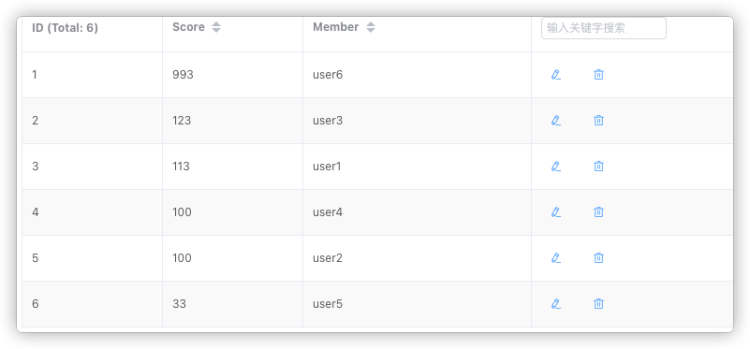 ID (Total: 6) Score Member 输入关键字搜索
1 993 user6
2 123 user3
3 113 user1
4 100 user4
5 100 user2
6 33 user5